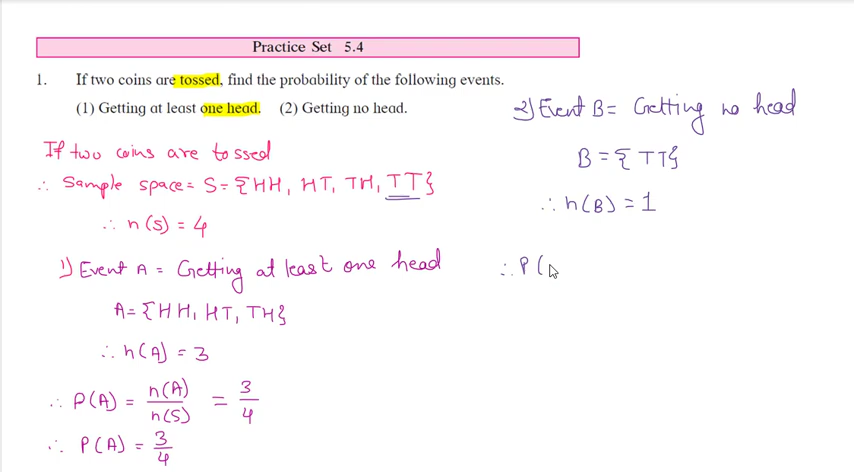 Practice Set 5.4
1. If two coins are tossed, find the probability of the following events.
(1) Getting at least one head. (2) Getting no head.
If two coins are tossed
∴ Sample space = S = {HH, HT, TH, TT}
∴ n(S) = 4
1) Event A = Getting at least one head
A = {HH, HT, TH}
∴ n(A) = 3
∴ P(A) = n(A)/n(S) = 3/4
∴ P(A) = 3/4
2) Event B = Getting no head
B = {TT}
∴ n(B) = 1
∴ P(